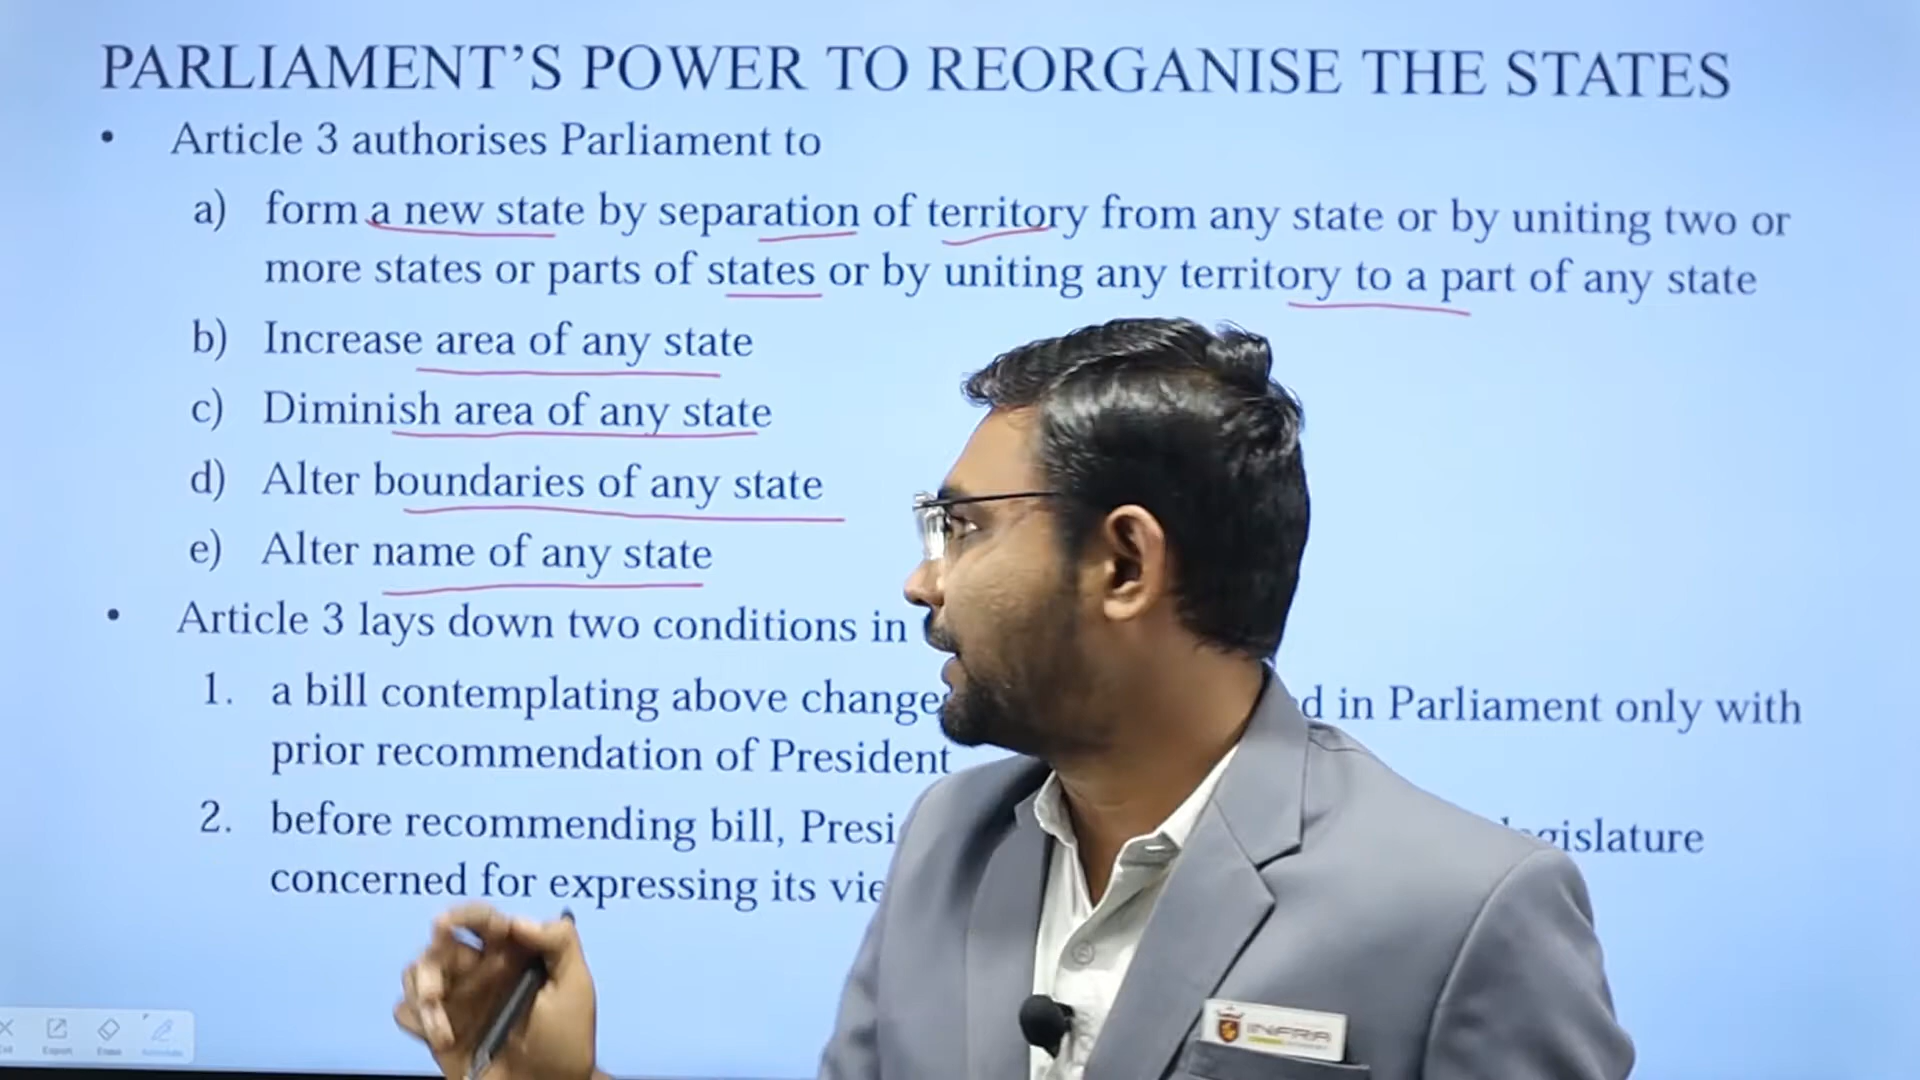 PARLIAMENT’S POWER TO REORGANISE THE STATES
• Article 3 authorises Parliament to
a) form a new state by separation of territory from any state or by uniting two or
more states or parts of states or by uniting any territory to a part of any state
b) Increase area of any state
c) Diminish area of any state
d) Alter boundaries of any state
e) Alter name of any state
• Article 3 lays down two conditions in
1. a bill contemplating above change d in Parliament only with
prior recommendation of President
2. before recommending bill, Presi gislature
concerned for expressing its vie
Export Erase Annotate
INFRA